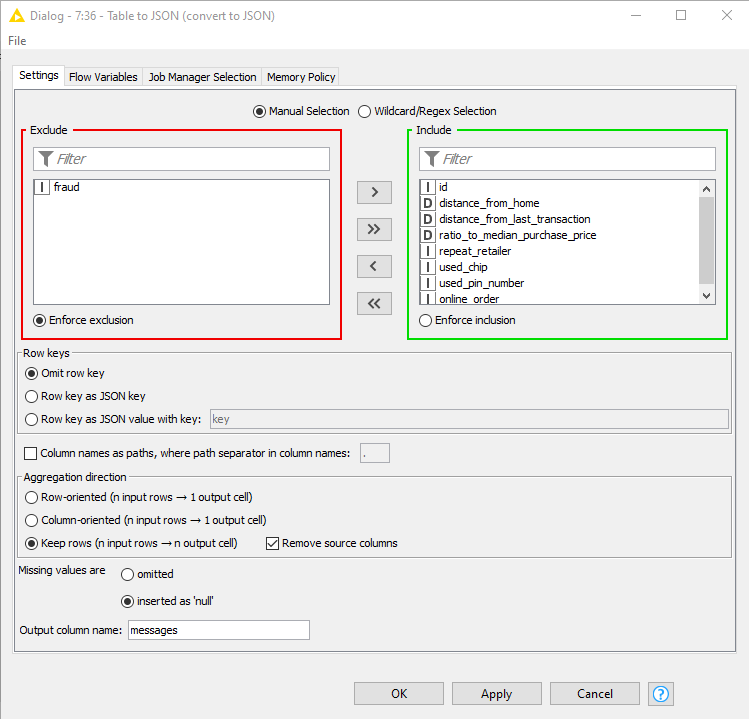 Dialog - 7:36 - Table to JSON (convert to JSON)
File
Settings Flow Variables Job Manager Selection Memory Policy
Manual Selection Wildcard/Regex Selection
Exclude
Filter
I fraud
Enforce exclusion
>
>>
<
<<
Include
Filter
I id
D distance_from_home
D distance_from_last_transaction
D ratio_to_median_purchase_price
I repeat_retailer
I used_chip
I used_pin_number
I online_order
Enforce inclusion
Row keys
Omit row key
Row key as JSON key
Row key as JSON value with key: key
Column names as paths, where path separator in column names: .
Aggregation direction
Row-oriented (n input rows → 1 output cell)
Column-oriented (n input rows → 1 output cell)
Keep rows (n input rows → n output cell) Remove source columns
Missing values are omitted
inserted as 'null'
Output column name: messages
OK Apply Cancel ?